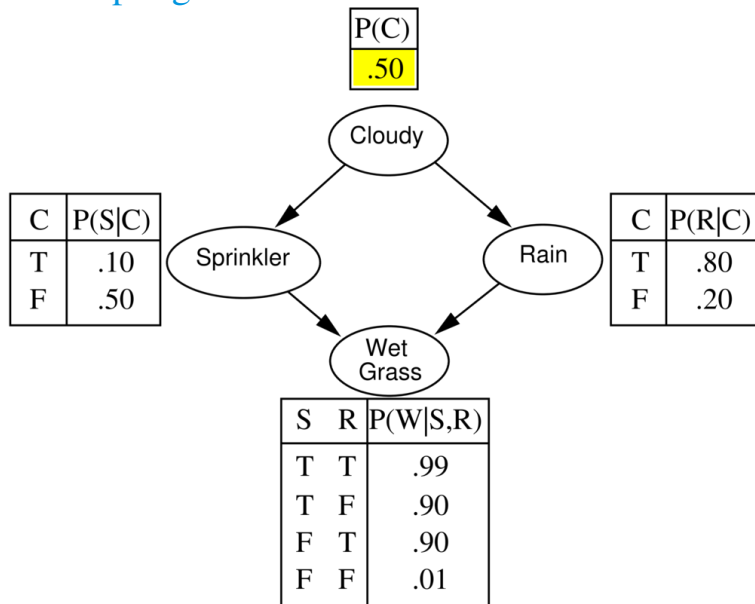 P(C)
.50
Cloudy
C P(S|C)
T .10
F .50
Sprinkler
Rain
C P(R|C)
T .80
F .20
Wet
Grass
S R P(W|S,R)
T T .99
T F .90
F T .90
F F .01